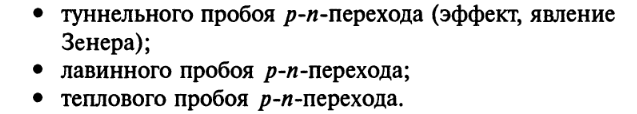 • туннельного пробоя p-n-перехода (эффект, явление
Зенера);
• лавинного пробоя p-n-перехода;
• теплового пробоя p-n-перехода.